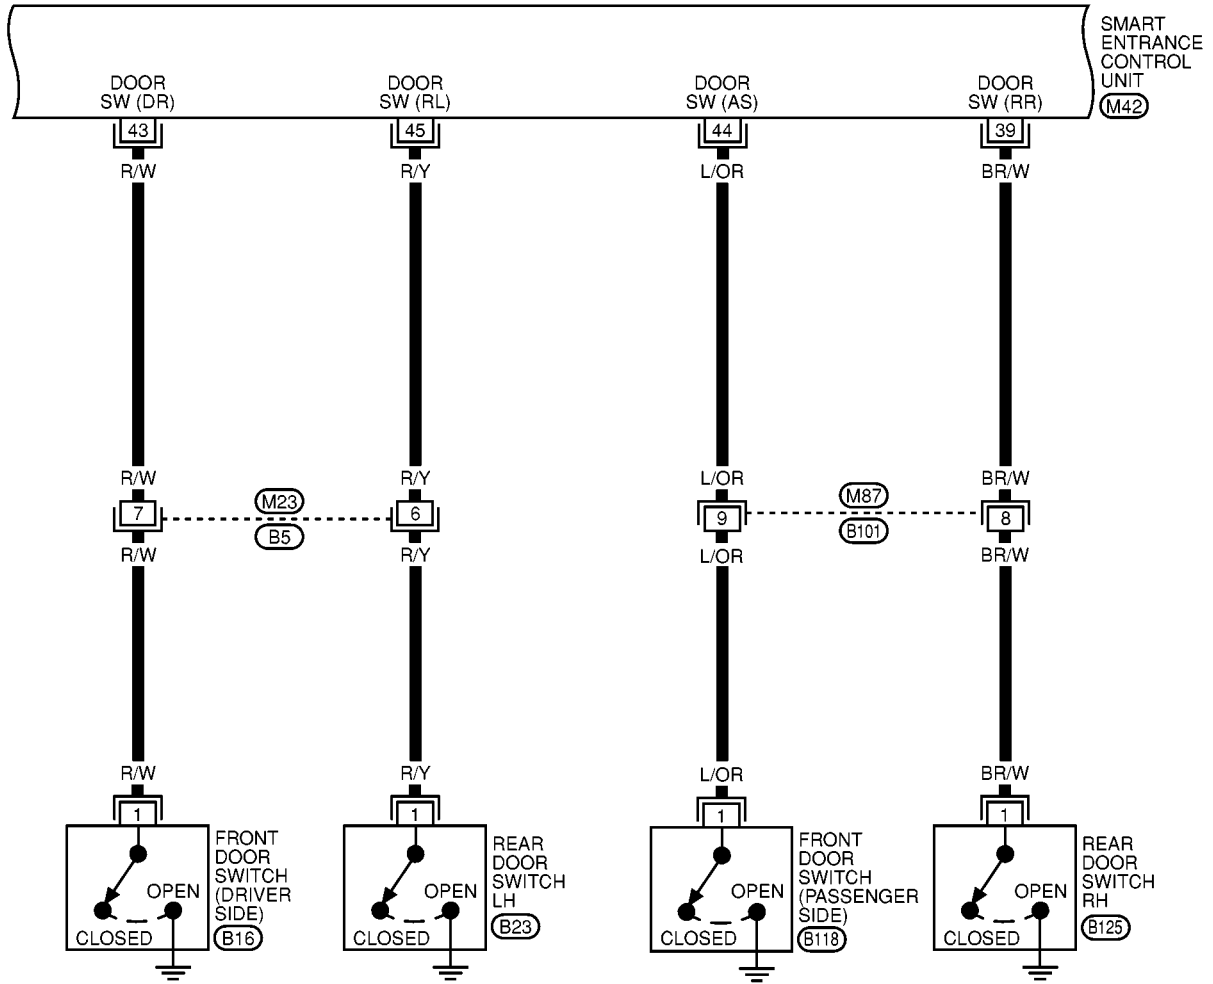 SMART
ENTRANCE
CONTROL
UNIT
M42
DOOR
SW (DR)
DOOR
SW (RL)
DOOR
SW (AS)
DOOR
SW (RR)
43
45
44
39
R/W
R/Y
L/OR
BR/W
R/W
R/Y
L/OR
BR/W
7
M23
B5
6
9
M87
B101
8
R/W
R/Y
L/OR
BR/W
R/W
R/Y
L/OR
BR/W
1
1
1
1
OPEN
CLOSED
FRONT
DOOR
SWITCH
(DRIVER
SIDE)
B16
OPEN
CLOSED
REAR
DOOR
SWITCH
LH
B23
OPEN
CLOSED
FRONT
DOOR
SWITCH
(PASSENGER
SIDE)
B118
OPEN
CLOSED
REAR
DOOR
SWITCH
RH
B125